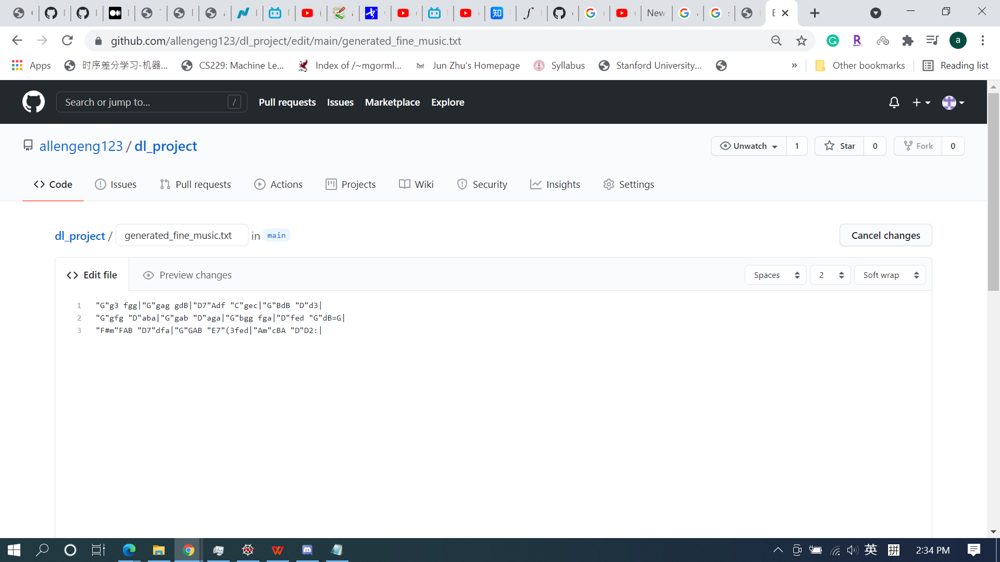 New
E
github.com/allengeng123/dl_project/edit/main/generated_fine_music.txt
a
Apps
时序差分学习-机器...
CS229: Machine Le...
Index of /~mgorml...
Jun Zhu's Homepage
Syllabus
Stanford University...
»
Other bookmarks
Reading list
Search or jump to...
/
Pull requests
Issues
Marketplace
Explore
allengeng123 / dl_project
Unwatch
1
Star
0
Fork
0
Code
Issues
Pull requests
Actions
Projects
Wiki
Security
Insights
Settings
dl_project / generated_fine_music.txt in main
Cancel changes
Edit file
Preview changes
Spaces
2
Soft wrap
1 "G"g3 fgg|"G"gag gdB|"D7"Adf "C"gec|"G"BdB "D"d3|
2 "G"gfg "D"aba|"G"gab "D"aga|"G"bgg fga|"D"fed "G"dB=G|
3 "F#m"FAB "D7"dfa|"G"GAB "E7"(3fed|"Am"cBA "D"D2:|
英
拼
2:34 PM